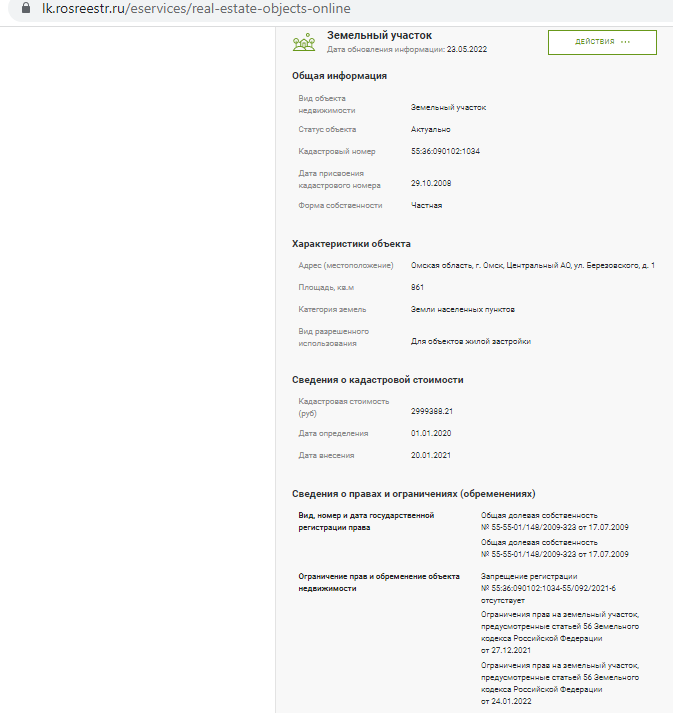 lk.rosreestr.ru/eservices/real-estate-objects-online
Земельный участок
Дата обновления информации: 23.05.2022
ДЕЙСТВИЯ ···
Общая информация
Вид объекта
недвижимости
Земельный участок
Статус объекта
Актуально
Кадастровый номер
55:36:090102:1034
Дата присвоения
кадастрового номера
29.10.2008
Форма собственности
Частная
Характеристики объекта
Адрес (местоположение)
Омская область, г. Омск, Центральный АО, ул. Березовского, д. 1
Площадь, кв.м
861
Категория земель
Земли населенных пунктов
Вид разрешенного
использования
Для объектов жилой застройки
Сведения о кадастровой стоимости
Кадастровая стоимость
(руб)
2999388.21
Дата определения
01.01.2020
Дата внесения
20.01.2021
Сведения о правах и ограничениях (обременениях)
Вид, номер и дата государственной
регистрации права
Общая долевая собственность
№ 55-55-01/148/2009-323 от 17.07.2009
Общая долевая собственность
№ 55-55-01/148/2009-323 от 17.07.2009
Ограничение прав и обременение объекта
недвижимости
Запрещение регистрации
№ 55:36:090102:1034-55/092/2021-6
отсутствует
Ограничения прав на земельный участок,
предусмотренные статьей 56 Земельного
кодекса Российской Федерации
от 27.12.2021
Ограничения прав на земельный участок,
предусмотренные статьей 56 Земельного
кодекса Российской Федерации
от 24.01.2022